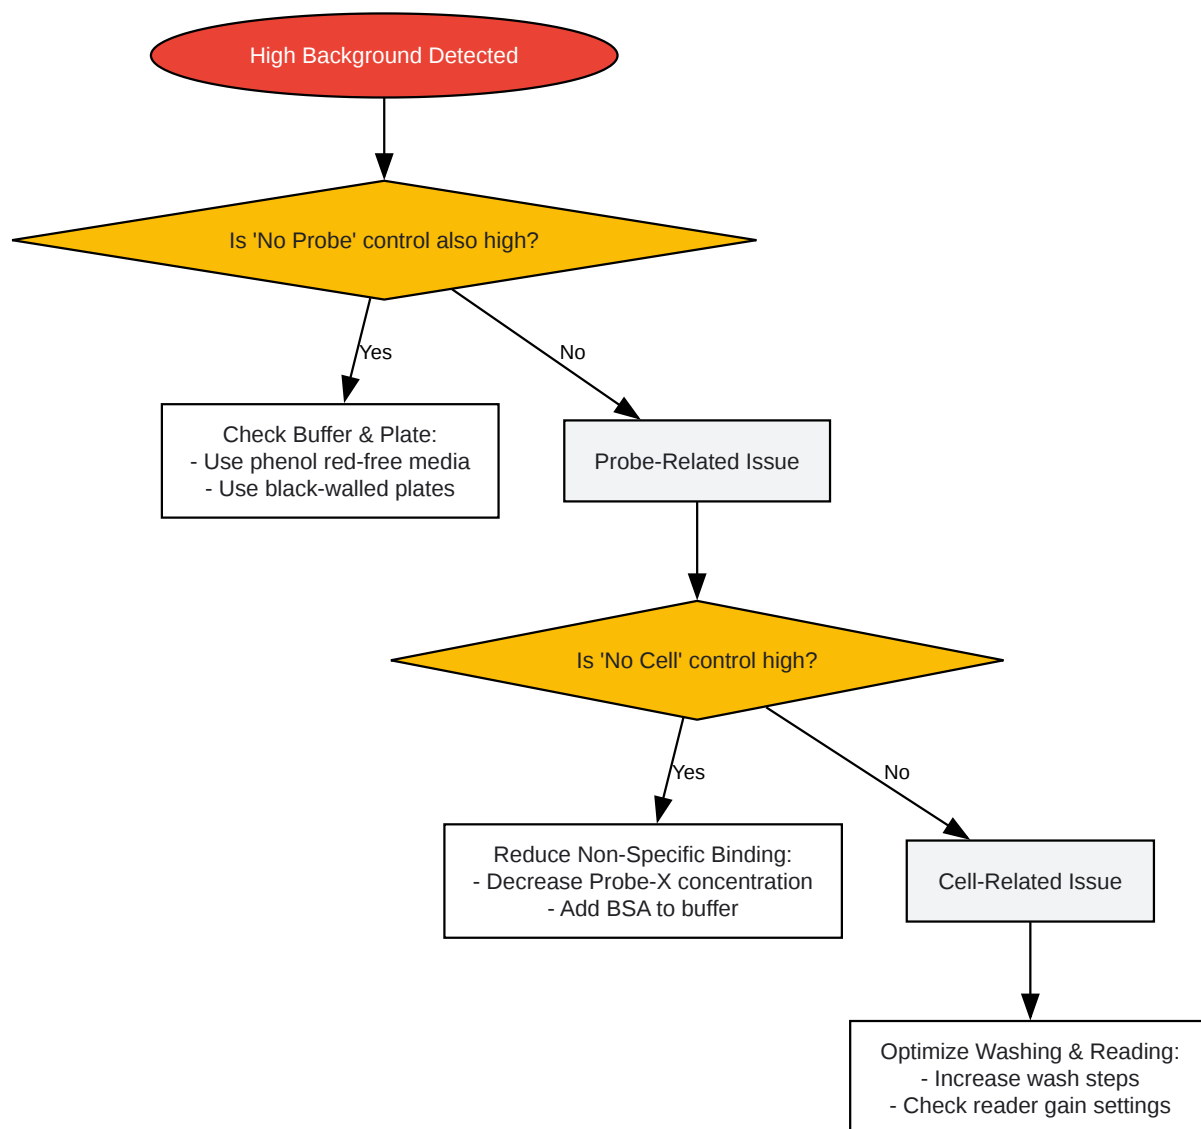 High Background Detected
Is 'No Probe' control also high?
Yes
No
Check Buffer & Plate:
- Use phenol red-free media
- Use black-walled plates
Probe-Related Issue
Is 'No Cell' control high?
Yes
No
Reduce Non-Specific Binding:
- Decrease Probe-X concentration
- Add BSA to buffer
Cell-Related Issue
Optimize Washing & Reading:
- Increase wash steps
- Check reader gain settings